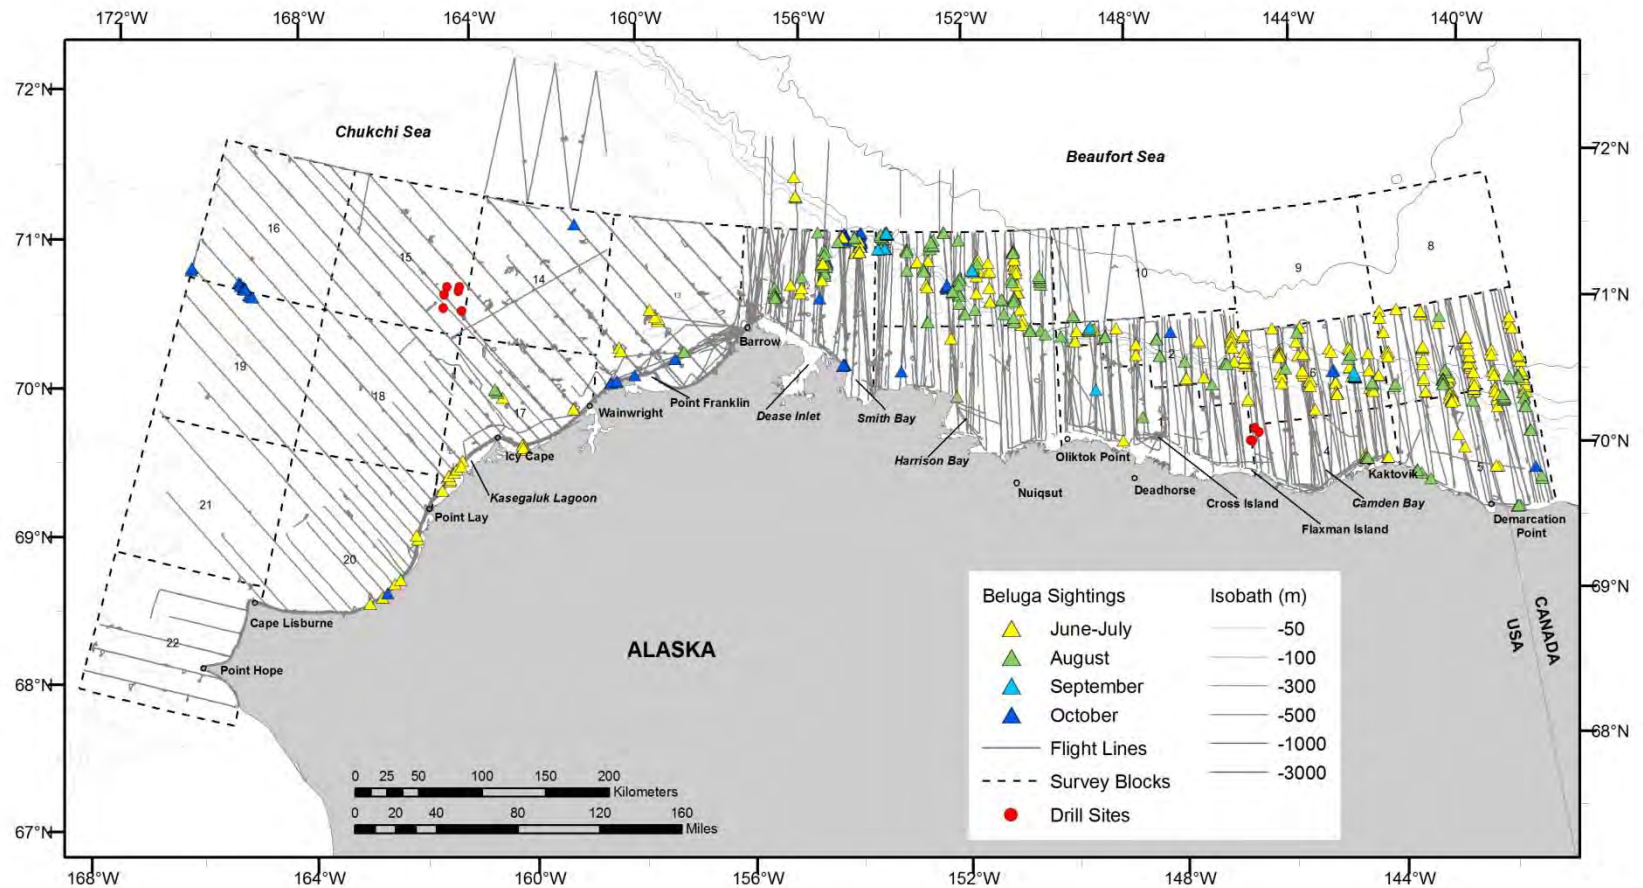 172°W 168°W 164°W 160°W 156°W 152°W 148°W 144°W 140°W
72°N
Chukchi Sea
Beaufort Sea
72°N
16
71°N
15
14
13
10
9
8
71°N
19
18
17
Barrow
2
6
7
70°N
Wainwright
Point Franklin
Dease Inlet
Smith Bay
Harrison Bay
Icy Cape
Kasegaluk Lagoon
Oliktok Point
Nuiqsut
Deadhorse
Cross Island
Flaxman Island
4
Kaktovik
Camden Bay
5
Demarcation
Point
70°N
21
Point Lay
69°N
20
Cape Lisburne
22
Point Hope
ALASKA
69°N
68°N
USA
CANADA
68°N
67°N
Beluga Sightings
June-July
August
September
October
Flight Lines
Survey Blocks
Drill Sites
Isobath (m)
-50
-100
-300
-500
-1000
-3000
0 25 50 100 150 200
Kilometers
0 20 40 80 120 160
Miles
168°W 164°W 160°W 156°W 152°W 148°W 144°W